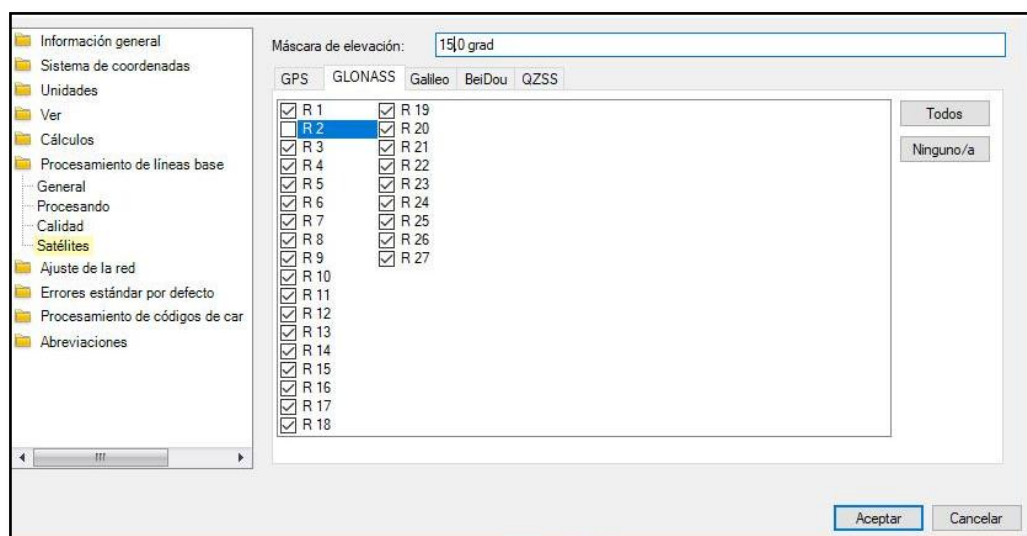 Información general
Sistema de coordenadas
Unidades
Ver
Cálculos
Procesamiento de líneas base
General
Procesando
Calidad
Satélites
Ajuste de la red
Errores estándar por defecto
Procesamiento de códigos de car
Abreviaciones
Máscara de elevación: 15.0 grad
GPS GLONASS Galileo BeiDou QZSS
R 1 R 19
R 2 R 20
R 3 R 21
R 4 R 22
R 5 R 23
R 6 R 24
R 7 R 25
R 8 R 26
R 9 R 27
R 10
R 11
R 12
R 13
R 14
R 15
R 16
R 17
R 18
Todos
Ninguno/a
Aceptar Cancelar